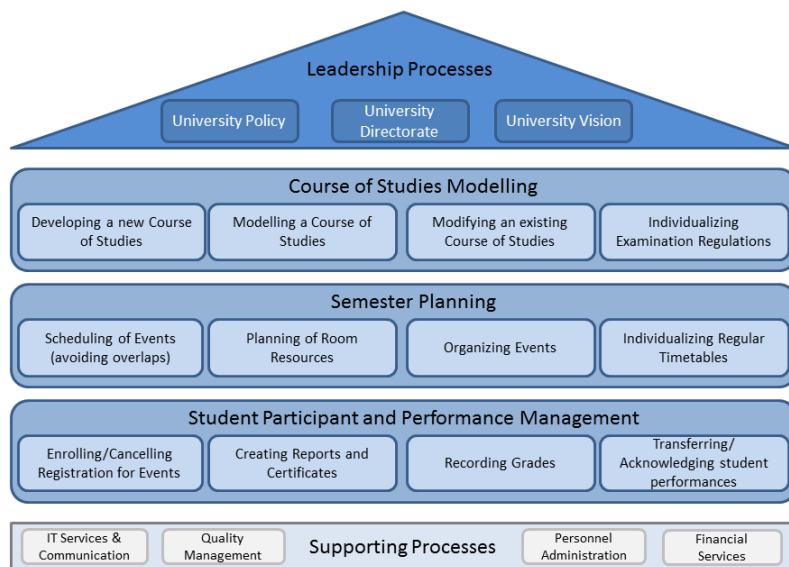 Leadership Processes
University Policy
University
Directorate
University Vision
Course of Studies Modelling
Developing a new Course
of Studies
Modelling a Course of
Studies
Modifying an existing
Course of Studies
Individualizing
Examination Regulations
Semester Planning
Scheduling of Events
(avoiding overlaps)
Planning of Room
Resources
Organizing Events
Individualizing Regular
Timetables
Student Participant and Performance Management
Enrolling/Cancelling
Registration for Events
Creating Reports and
Certificates
Recording Grades
Transferring/
Acknowledging student
performances
IT Services &
Communication
Quality
Management
Supporting Processes
Personnel
Administration
Financial
Services